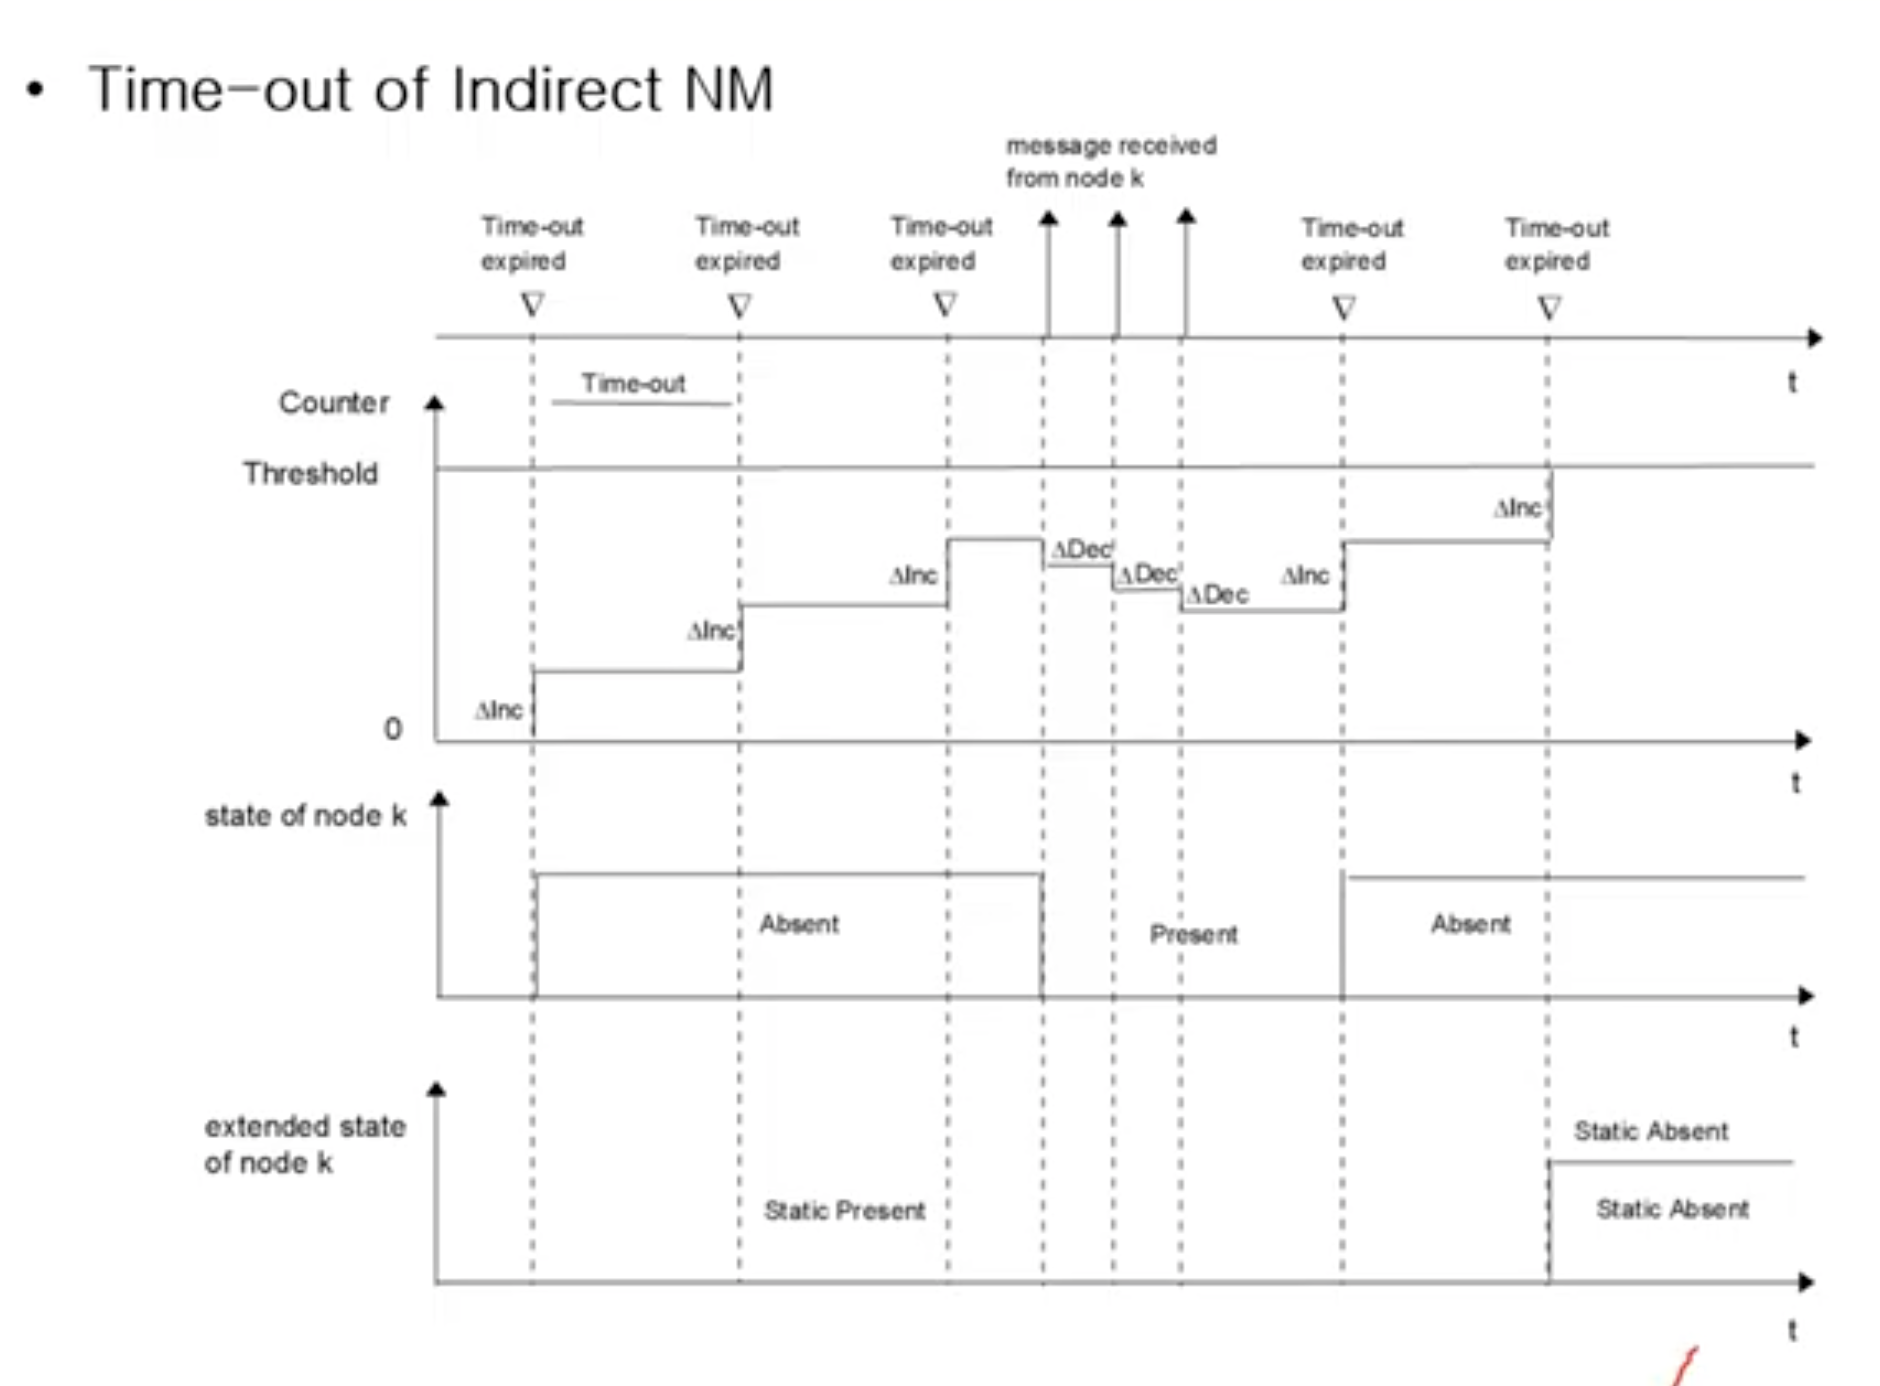 • Time-out of Indirect NM
message received
from node k
Time-out
expired
Time-out
expired
Time-out
expired
Time-out
expired
Time-out
expired
∇
∇
∇
∇
∇
t
Time-out
Counter
Threshold
ΔInc
ΔInc
ΔInc
ΔDec
ΔDec
ΔDec
ΔInc
ΔInc
0
t
state of node k
Absent
Present
Absent
t
extended state
of node k
Static Present
Static Absent
Static Absent
t